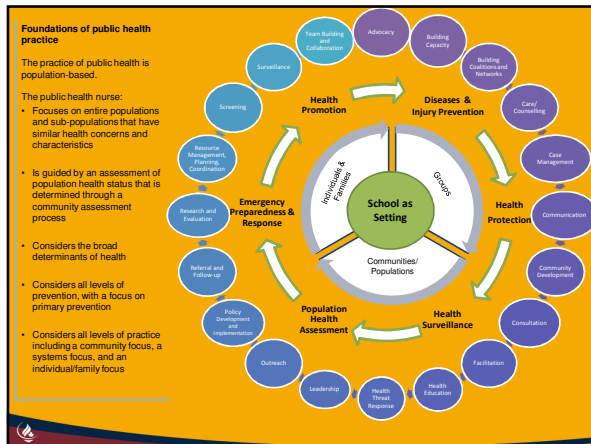 Foundations of public health
practice
The practice of public health is
population-based.
The public health nurse:
• Focuses on entire populations
and sub-populations that have
similar health concerns and
characteristics
• Is guided by an assessment of
population health status that is
determined through a
community assessment
process
• Considers the broad
determinants of health
• Considers all levels of
prevention, with a focus on
primary prevention
• Considers all levels of practice
including a community focus, a
systems focus, and an
individual/family focus
Advocacy
Building
Capacity
Building
Coalitions and
Networks
Care/
Counselling
Case
Management
Communication
Community
Development
Consultation
Facilitation
Health
Education
Health
Threat
Response
Leadership
Outreach
Policy
Development
and
Implementation
Referral and
Follow-up
Research and
Evaluation
Resource
Management,
Planning,
Coordination
Screening
Surveillance
Team Building
and
Collaboration
Health
Promotion
Diseases &
Injury Prevention
Health
Protection
Health
Surveillance
Population
Health
Assessment
Emergency
Preparedness &
Response
Individuals &
Families
Groups
Communities/
Populations
School as
Setting